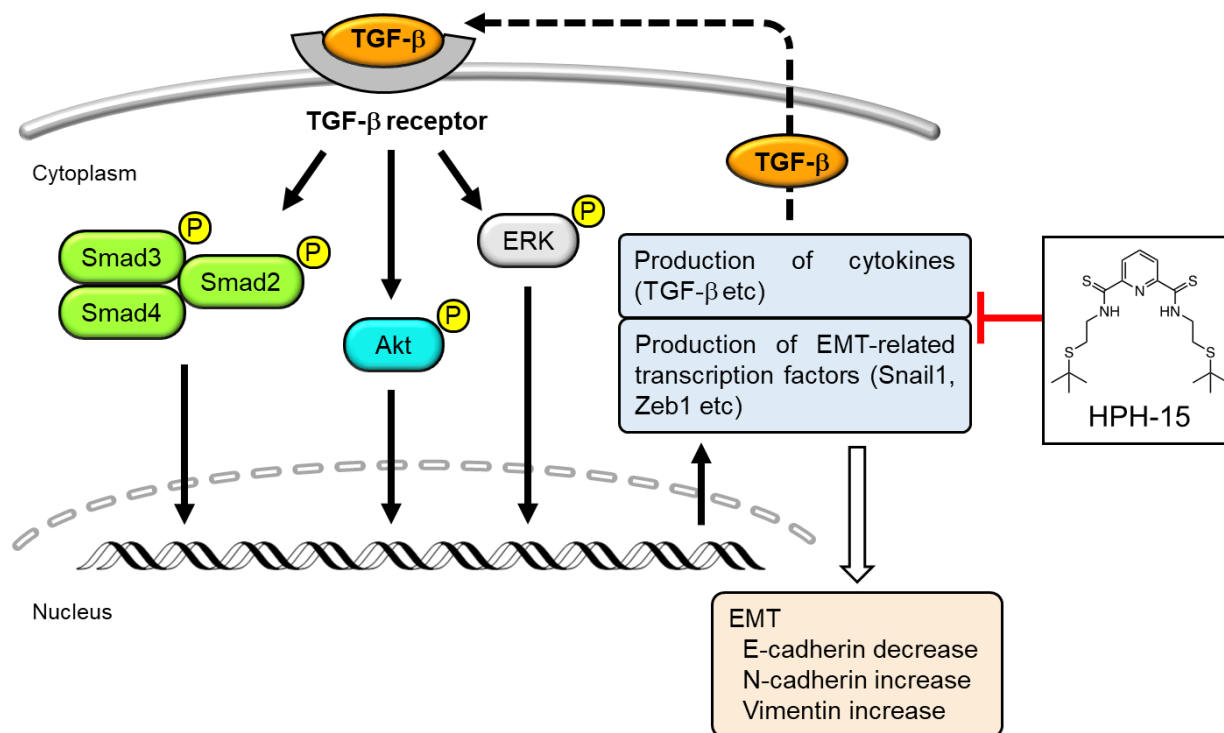 TGF-β
TGF-β receptor
Cytoplasm
TGF-β
P
Smad3
P
Smad2
Smad4
P
ERK
P
Akt
Production of cytokines
(TGF-β etc)
Production of EMT-related
transcription factors (Snail1,
Zeb1 etc)
N
S
S
NH
HN
S
S
HPH-15
Nucleus
EMT
E-cadherin decrease
N-cadherin increase
Vimentin increase